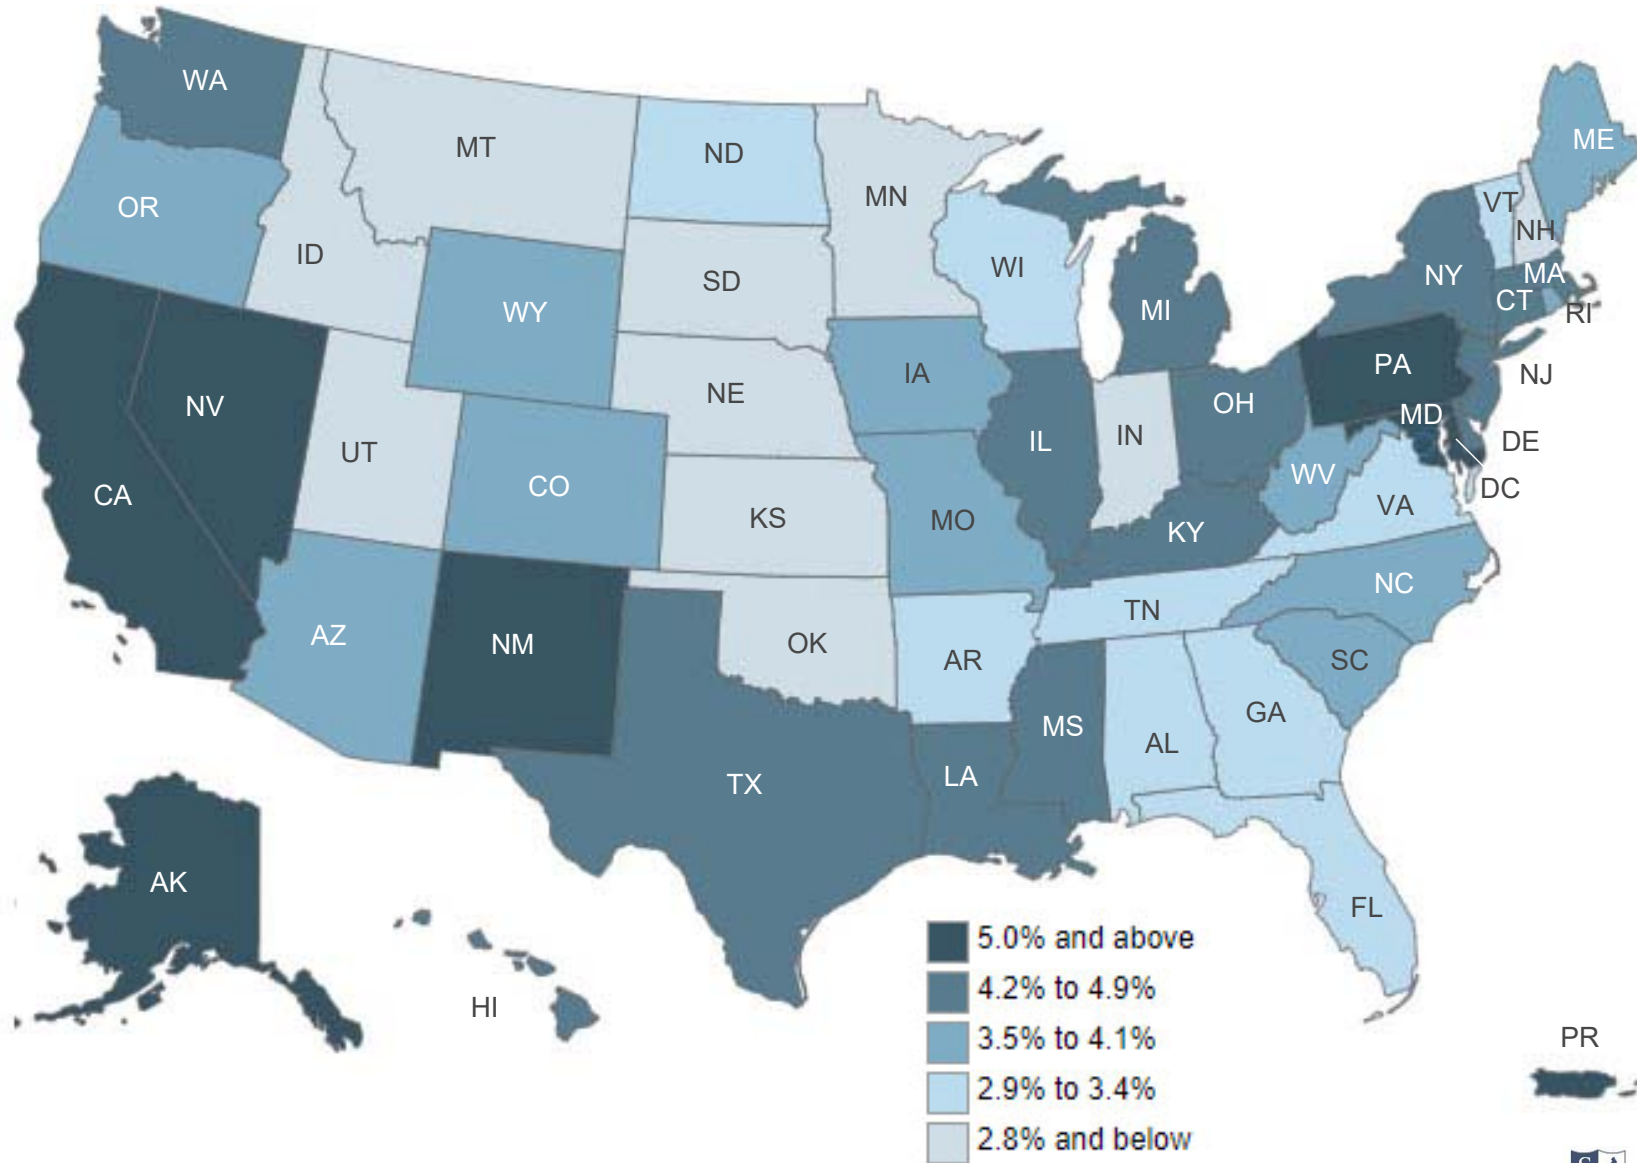 WA
MT
ND
ME
MN
VT
OR
NH
ID
WI
MA
NY
SD
CT
WY
MI
RI
PA
IA
NJ
NE
OH
NV
MD
IN
IL
DE
UT
WV
CO
DC
CA
VA
KS
MO
KY
NC
TN
AZ
NM
OK
AR
SC
GA
MS
AL
LA
TX
AK
FL
5.0% and above
4.2% to 4.9%
HI
3.5% to 4.1%
PR
2.9% to 3.4%
2.8% and below